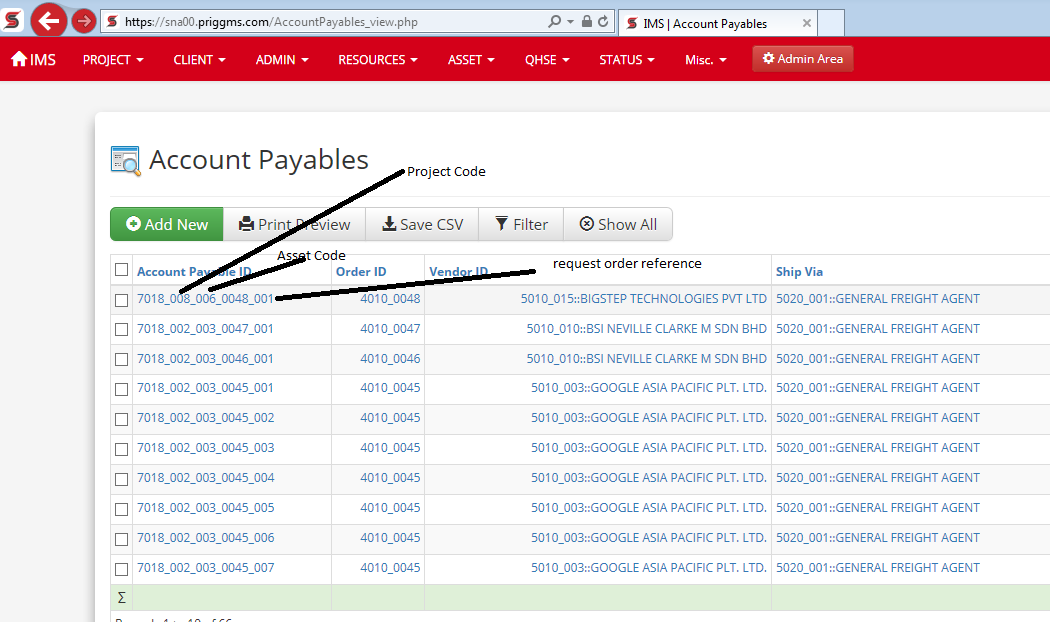 https://sna00.priggms.com/AccountPayables_view.php
IMS | Account Payables
IMS PROJECT CLIENT ADMIN RESOURCES ASSET QHSE STATUS Misc. Admin Area
Account Payables
Project Code
Add New Print Preview Save CSV Filter Show All
Asset Code
request order reference
Account Payable ID Order ID Vendor ID Ship Via
7018_008_006_0048_001 4010_0048 5010_015::BIGSTEP TECHNOLOGIES PVT LTD 5020_001::GENERAL FREIGHT AGENT
7018_002_003_0047_001 4010_0047 5010_010::BSI NEVILLE CLARKE M SDN BHD 5020_001::GENERAL FREIGHT AGENT
7018_002_003_0046_001 4010_0046 5010_010::BSI NEVILLE CLARKE M SDN BHD 5020_001::GENERAL FREIGHT AGENT
7018_002_003_0045_001 4010_0045 5010_003::GOOGLE ASIA PACIFIC PLT. LTD. 5020_001::GENERAL FREIGHT AGENT
7018_002_003_0045_002 4010_0045 5010_003::GOOGLE ASIA PACIFIC PLT. LTD. 5020_001::GENERAL FREIGHT AGENT
7018_002_003_0045_003 4010_0045 5010_003::GOOGLE ASIA PACIFIC PLT. LTD. 5020_001::GENERAL FREIGHT AGENT
7018_002_003_0045_004 4010_0045 5010_003::GOOGLE ASIA PACIFIC PLT. LTD. 5020_001::GENERAL FREIGHT AGENT
7018_002_003_0045_005 4010_0045 5010_003::GOOGLE ASIA PACIFIC PLT. LTD. 5020_001::GENERAL FREIGHT AGENT
7018_002_003_0045_006 4010_0045 5010_003::GOOGLE ASIA PACIFIC PLT. LTD. 5020_001::GENERAL FREIGHT AGENT
7018_002_003_0045_007 4010_0045 5010_003::GOOGLE ASIA PACIFIC PLT. LTD. 5020_001::GENERAL FREIGHT AGENT
Σ